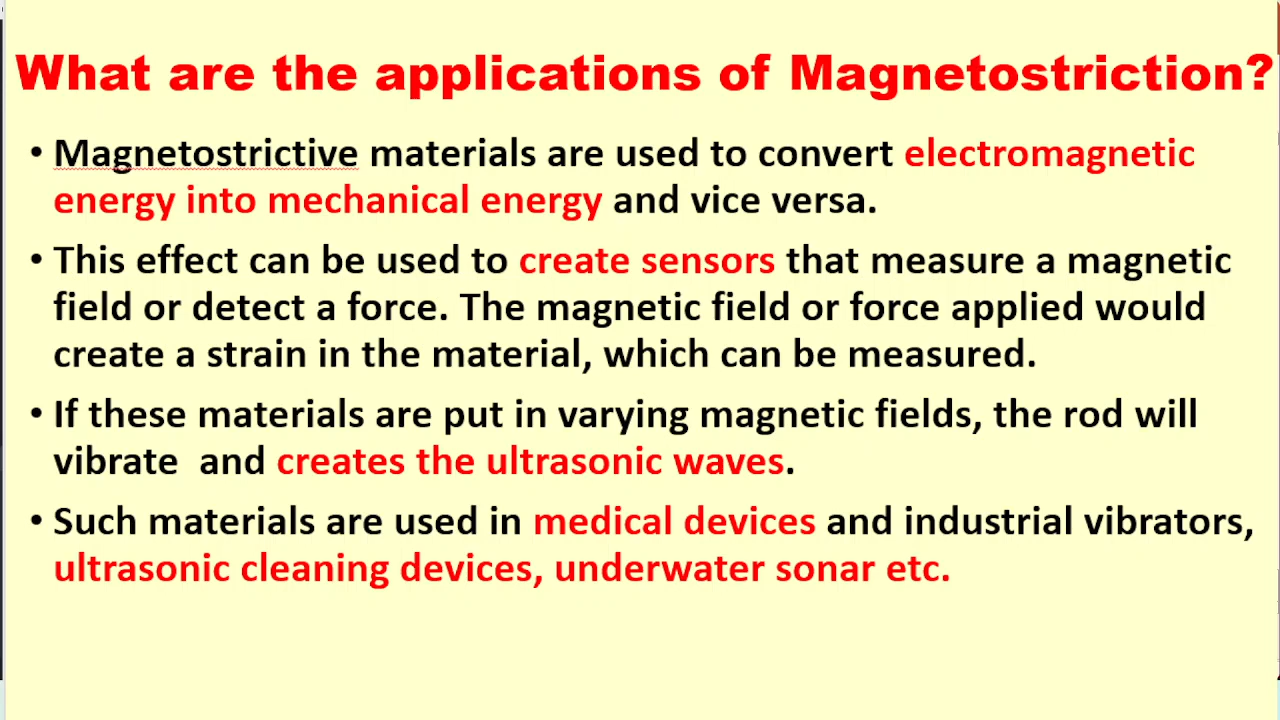 What are the applications of Magnetostriction?
• Magnetostrictive materials are used to convert electromagnetic
energy into mechanical energy and vice versa.
• This effect can be used to create sensors that measure a magnetic
field or detect a force. The magnetic field or force applied would
create a strain in the material, which can be measured.
• If these materials are put in varying magnetic fields, the rod will
vibrate  and creates the ultrasonic waves.
• Such materials are used in medical devices and industrial vibrators,
ultrasonic cleaning devices, underwater sonar etc.